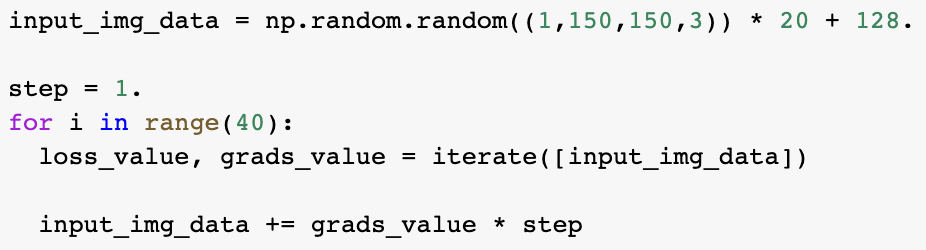 input_img_data = np.random.random((1,150,150,3)) * 20 + 128.
step = 1.
for i in range(40):
  loss_value, grads_value = iterate([input_img_data])
  input_img_data += grads_value * step